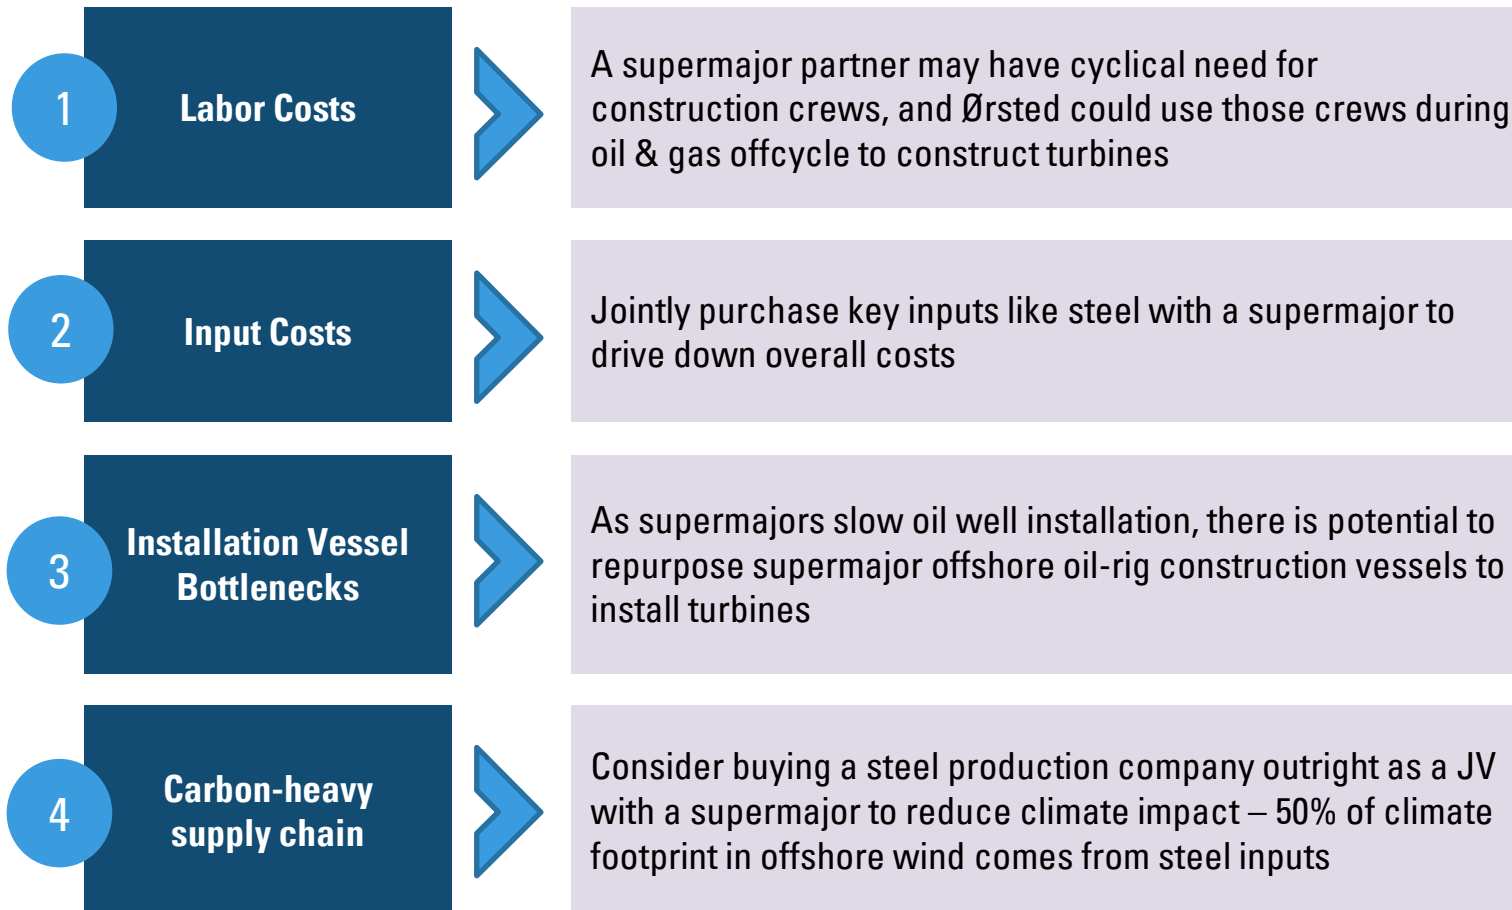 1
Labor Costs
A supermajor partner may have cyclical need for
construction crews, and Ørsted could use those crews during
oil & gas offcycle to construct turbines
2
Input Costs
Jointly purchase key inputs like steel with a supermajor to
drive down overall costs
3
Installation Vessel
Bottlenecks
As supermajors slow oil well installation, there is potential to
repurpose supermajor offshore oil-rig construction vessels to
install turbines
4
Carbon-heavy
supply chain
Consider buying a steel production company outright as a JV
with a supermajor to reduce climate impact – 50% of climate
footprint in offshore wind comes from steel inputs